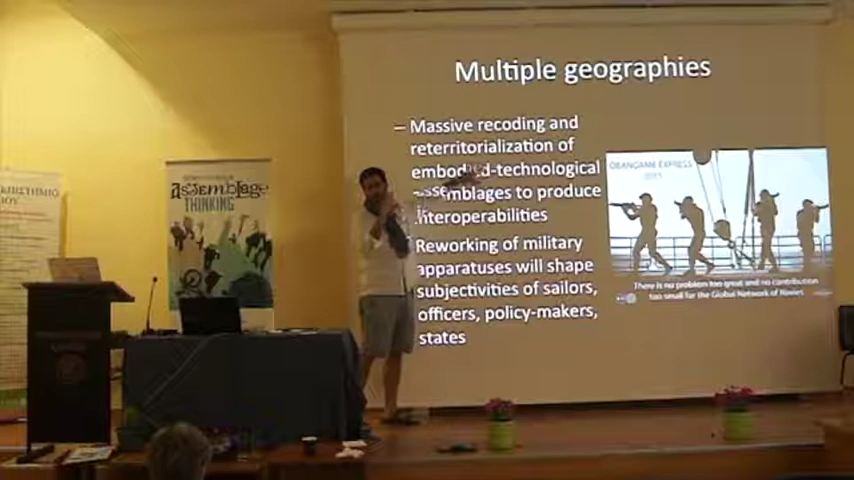 Multiple geographies
– Massive recoding and
reterritorialization of
embodied-technological
assemblages to produce
interoperabilities
Reworking of military
apparatuses will shape
subjectivities of sailors,
officers, policy-makers,
states
OBANGAME EXPRESS
There is no problem too great and no contribution
too small for the Global Network of Navies
ASSEMBLAGE
THINKING